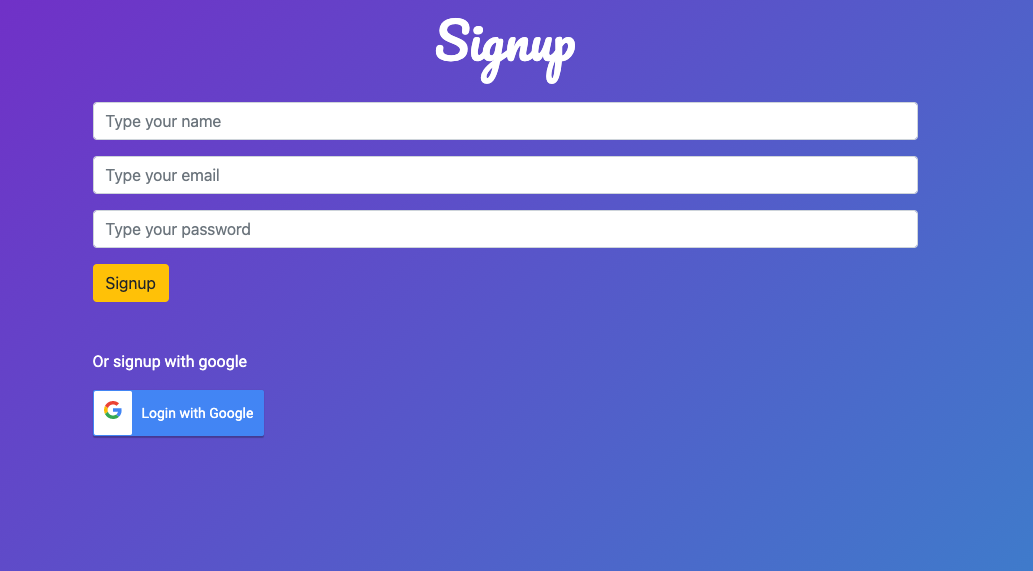 Signup
Type your name
Type your email
Type your password
Signup
Or signup with google
Login with Google